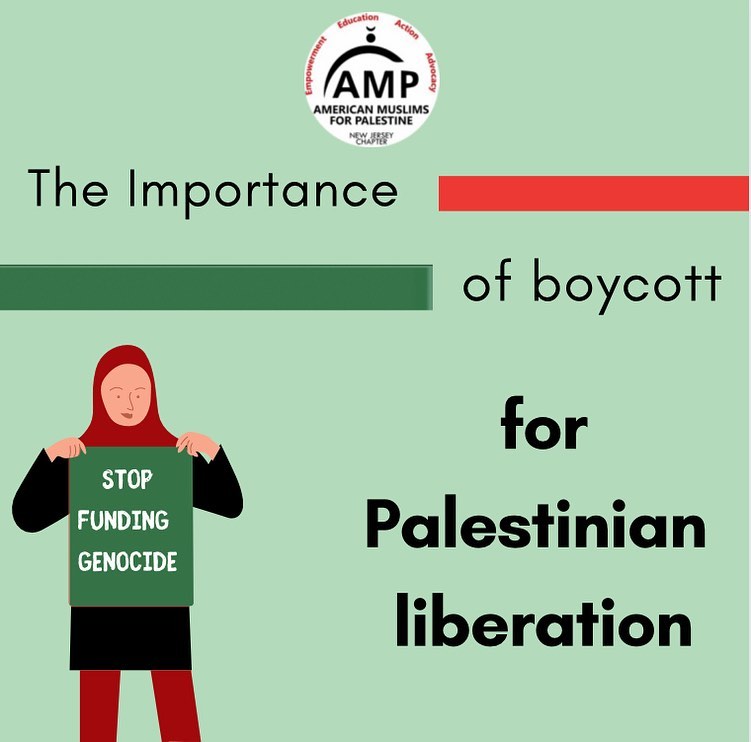 Empowerment Education Action Advocacy
AMP
AMERICAN MUSLIMS
FOR PALESTINE
NEW JERSEY
CHAPTER
The Importance
of boycott
for
Palestinian
liberation
STOP
FUNDING
GENOCIDE